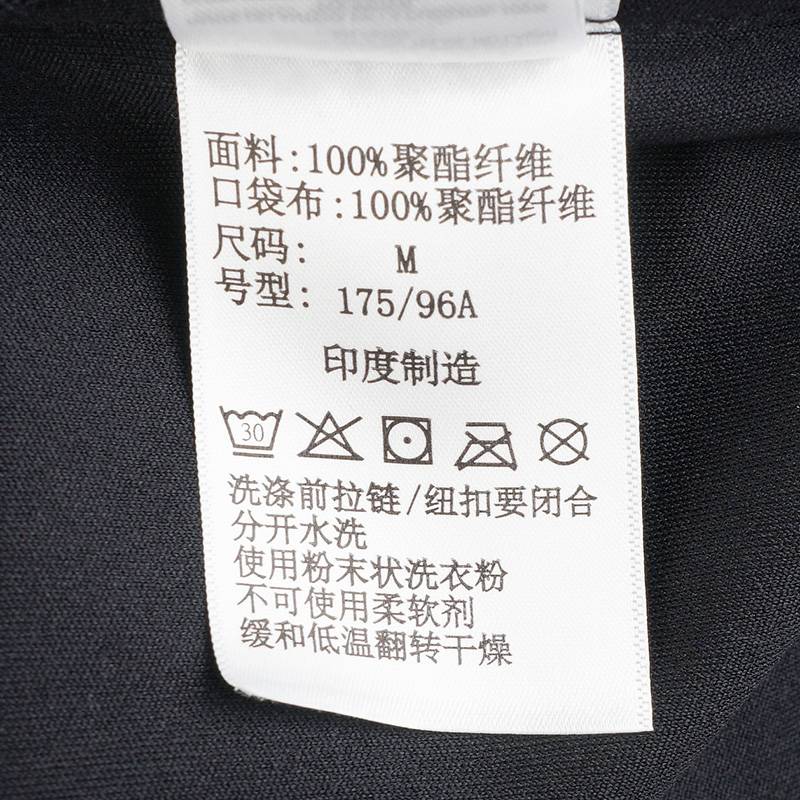 面料:100%聚酯纤维
口袋布:100%聚酯纤维
尺码: M
号型: 175/96A
印度制造
30
洗涤前拉链/纽扣要闭合
分开水洗
使用粉末状洗衣粉
不可使用柔软剂
缓和低温翻转干燥